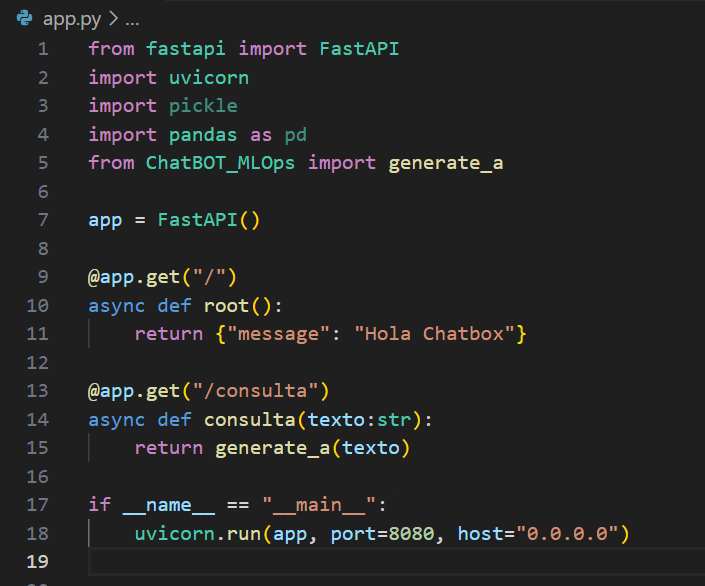 app.py > ...
1 from fastapi import FastAPI
2 import uvicorn
3 import pickle
4 import pandas as pd
5 from ChatBOT_MLOps import generate_a
6
7 app = FastAPI()
8
9 @app.get("/")
10 async def root():
11     return {"message": "Hola Chatbox"}
12
13 @app.get("/consulta")
14 async def consulta(texto:str):
15     return generate_a(texto)
16
17 if __name__ == "__main__":
18     uvicorn.run(app, port=8080, host="0.0.0.0")
19